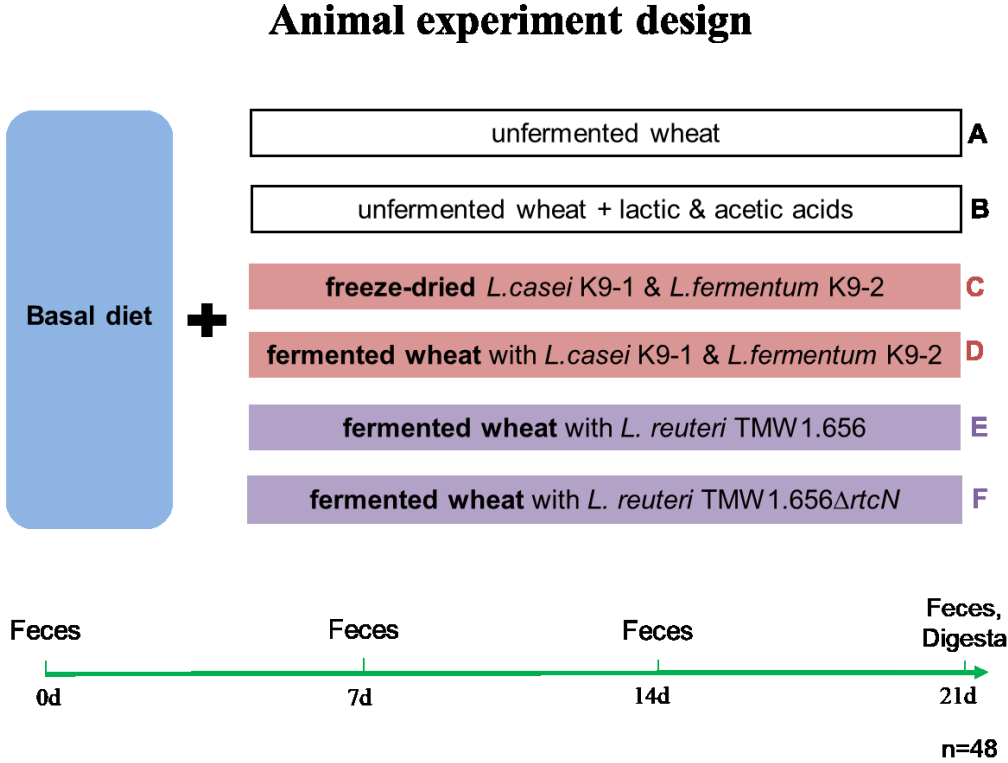 Animal experiment design
unfermented wheat A
unfermented wheat + lactic & acetic acids B
freeze-dried L.casei K9-1 & L.fermentum K9-2 C
Basal diet +
fermented wheat with L.casei K9-1 & L.fermentum K9-2 D
fermented wheat with L. reuteri TMW1.656 E
fermented wheat with L. reuteri TMW1.656ΔrtcN F
Feces Feces Feces Feces,
Digesta
0d 7d 14d 21d
n=48